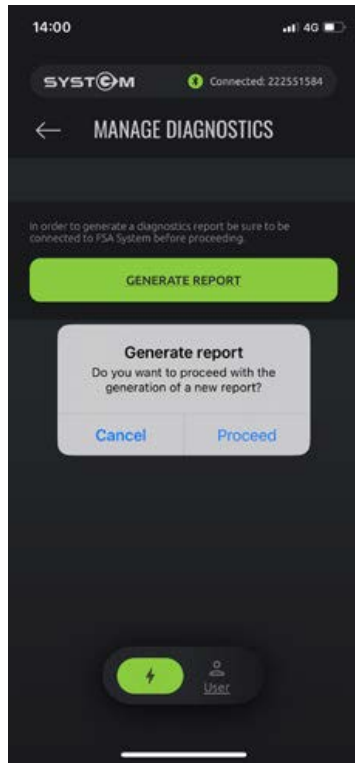 14:00
4G
SYSTEM
Connected: 222551584
MANAGE DIAGNOSTICS
In order to generate a diagnostics report be sure to be
connected to FSA System before proceeding.
GENERATE REPORT
Generate report
Do you want to proceed with the
generation of a new report?
Cancel
Proceed
User